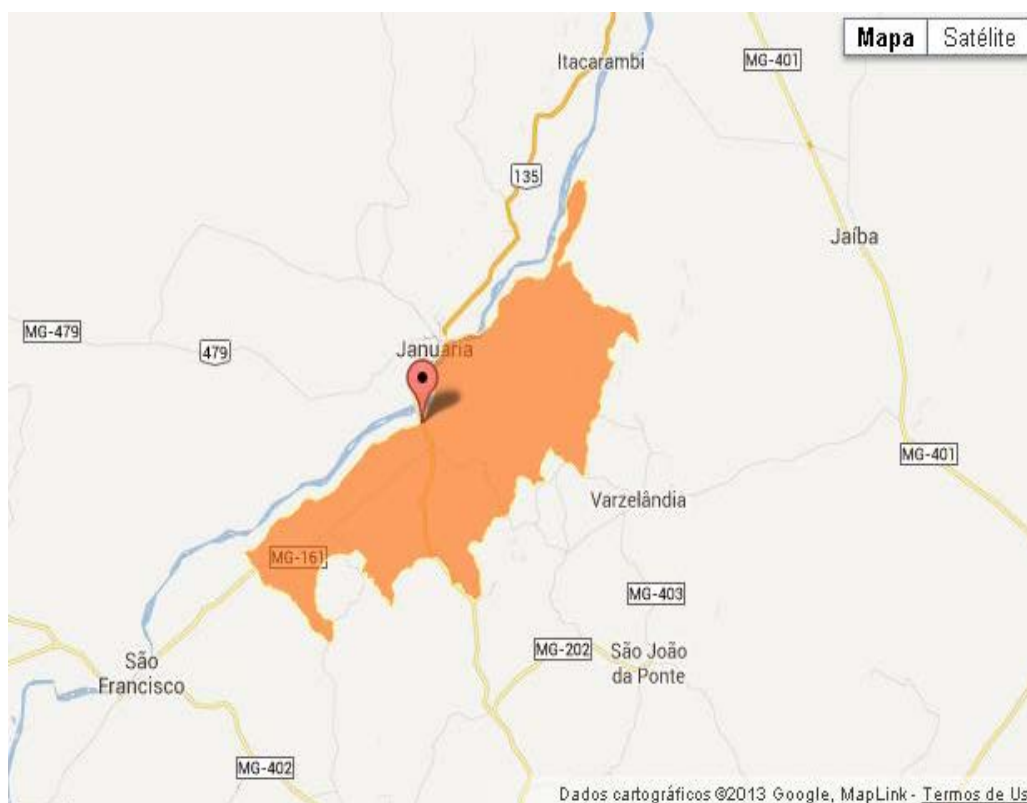 Mapa
Satélite
Itacarambi
MG-401
135
Jaíba
MG-479
479
Januária
MG-401
Varzelândia
MG-161
MG-403
MG-202
São João
da Ponte
São
Francisco
MG-402
Dados cartográficos ©2013 Google, MapLink - Termos de Us